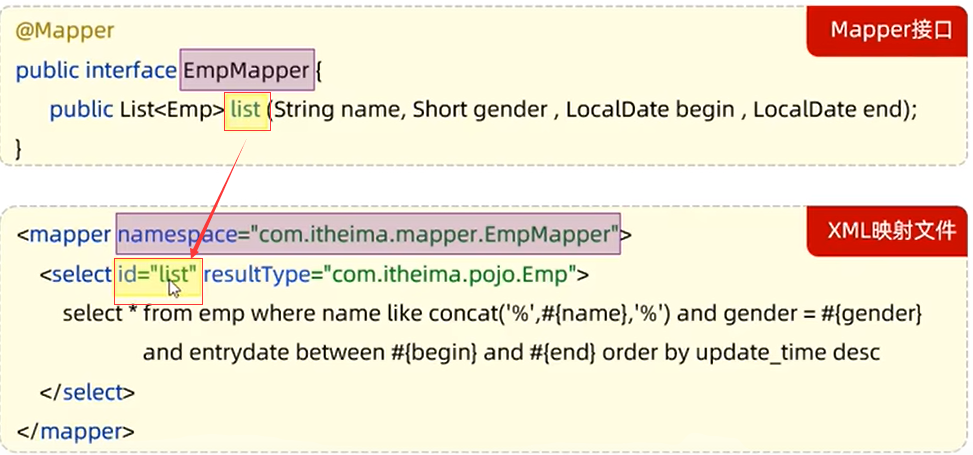 @Mapper
Mapper接口
public interface EmpMapper {
public List<Emp> list (String name, Short gender , LocalDate begin , LocalDate end);
}
<mapper namespace="com.itheima.mapper.EmpMapper">
XML映射文件
<select id="list" resultType="com.itheima.pojo.Emp">
select * from emp where name like concat('%',#{name},'%') and gender = #{gender}
and entrydate between #{begin} and #{end} order by update_time desc
</select>
</mapper>